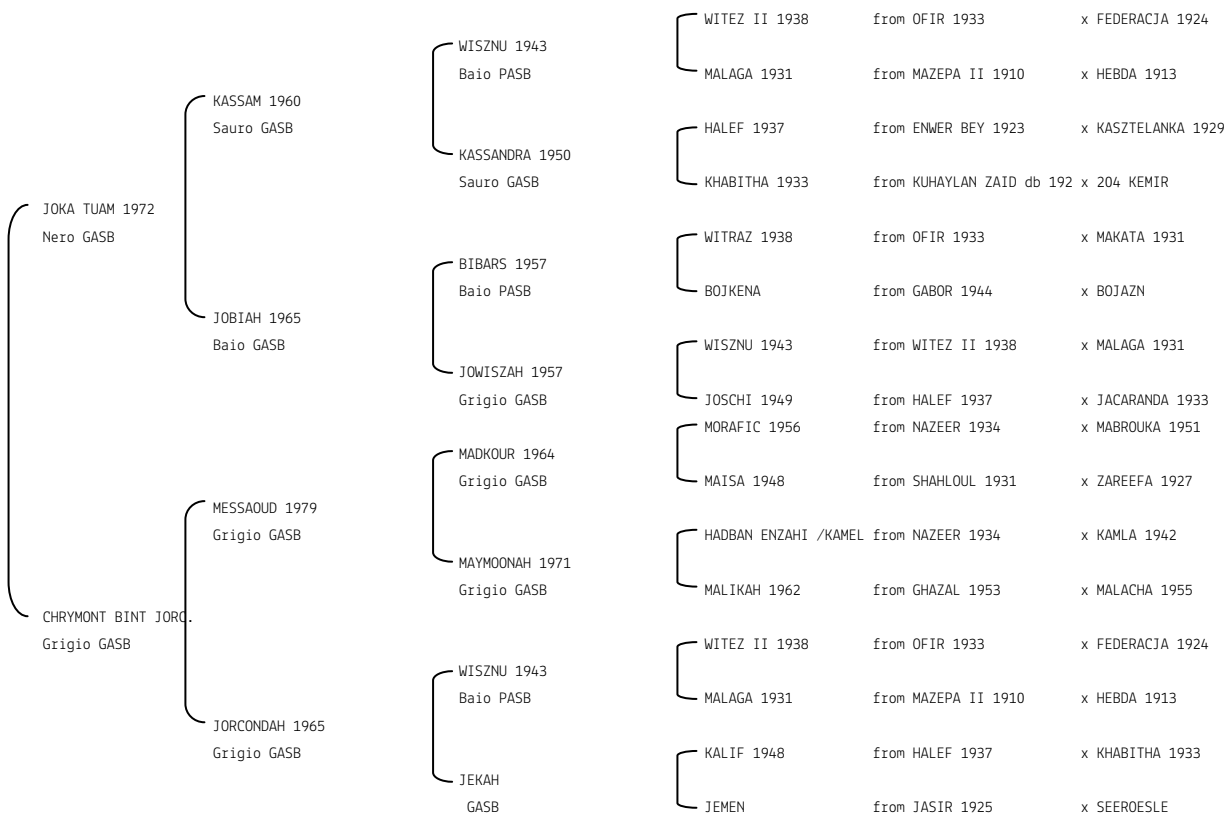 WITEZ II 1938 from OFIR 1933 x FEDERACJA 1924
WISZNU 1943
Baio PASB MALAGA 1931 from MAZEPA II 1910 x HEBDA 1913
KASSAM 1960
Sauro GASB HALEF 1937 from ENWER BEY 1923 x KASZTELANKA 1929
KASSANDRA 1950
Sauro GASB KHABITHA 1933 from KUHAYLAN ZAID db 192 x 204 KEMIR
JOKA TUAM 1972
Nero GASB WITRAZ 1938 from OFIR 1933 x MAKATA 1931
BIBARS 1957
Baio PASB BOJKENA from GABOR 1944 x BOJAZN
JOBIAH 1965
Baio GASB WISZNU 1943 from WITEZ II 1938 x MALAGA 1931
JOWISZAH 1957
Grigio GASB JOSCHI 1949 from HALEF 1937 x JACARANDA 1933
MORAFIC 1956 from NAZEER 1934 x MABROUKA 1951
MADKOUR 1964
Grigio GASB MAISA 1948 from SHAHLOUL 1931 x ZAREEFA 1927
MESSAOUD 1979
Grigio GASB HADBAN ENZAHI /KAMEL from NAZEER 1934 x KAMLA 1942
MAYMOONAH 1971
Grigio GASB MALIKAH 1962 from GHAZAL 1953 x MALACHA 1955
CHRYMONT BINT JORC.
Grigio GASB WITEZ II 1938 from OFIR 1933 x FEDERACJA 1924
WISZNU 1943
Baio PASB MALAGA 1931 from MAZEPA II 1910 x HEBDA 1913
JORCONDAH 1965
Grigio GASB KALIF 1948 from HALEF 1937 x KHABITHA 1933
JEKAH
GASB JEMEN from JASIR 1925 x SEEROESLE